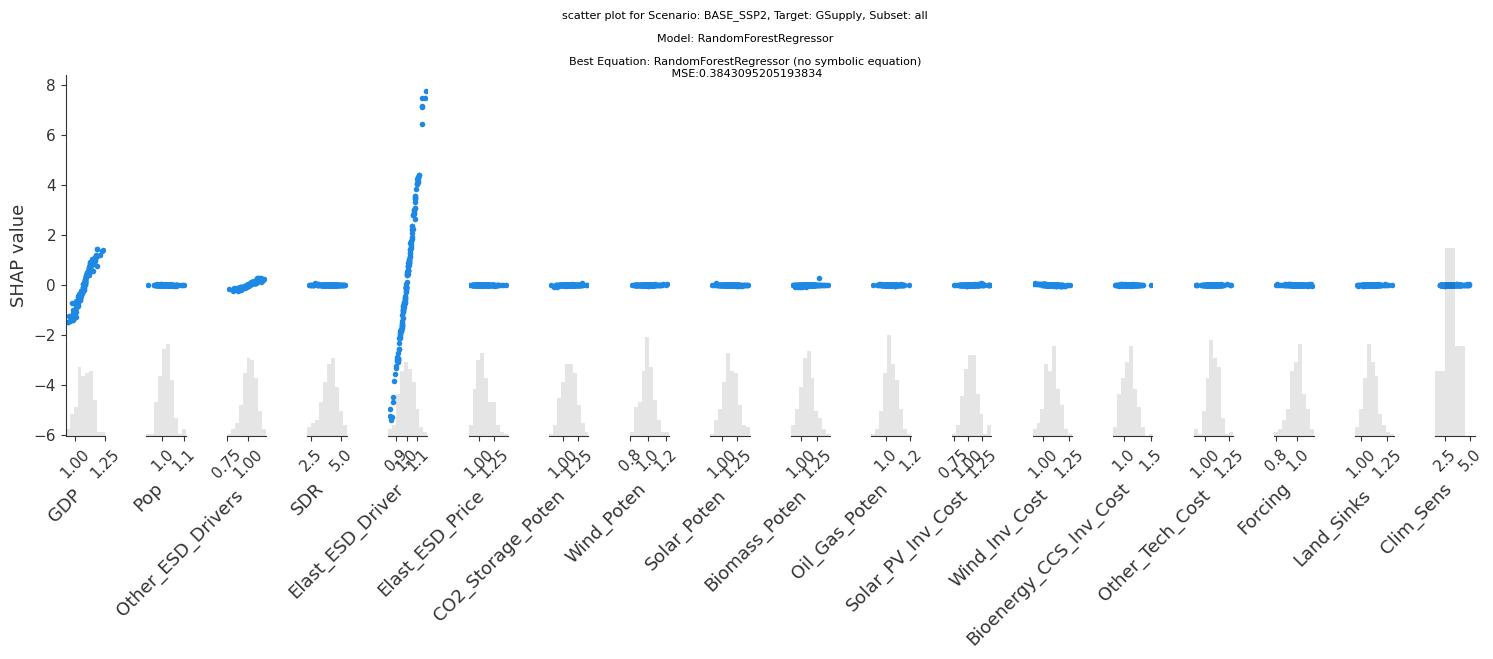 scatter plot for Scenario: BASE_SSP2, Target: GSupply, Subset: all
Model: RandomForestRegressor
Best Equation: RandomForestRegressor (no symbolic equation)
MSE:0.3843095205193834
SHAP value
8
6
4
2
0
−2
−4
−6
1.00 1.25
1.0 1.1
0.75 1.00
2.5 5.0
0.9 1.0 1.1
1.00 1.25
1.00 1.25
0.8 1.0 1.2
1.00 1.25
1.00 1.25
1.0 1.2
0.75 1.00 1.25
1.00 1.25
1.0 1.5
1.00 1.25
0.8 1.0
1.00 1.25
2.5 5.0
GDP
Pop
Other_ESD_Drivers
SDR
Elast_ESD_Driver
Elast_ESD_Price
CO2_Storage_Poten
Wind_Poten
Solar_Poten
Biomass_Poten
Oil_Gas_Poten
Solar_PV_Inv_Cost
Wind_Inv_Cost
Bioenergy_CCS_Inv_Cost
Other_Tech_Cost
Forcing
Land_Sinks
Clim_Sens